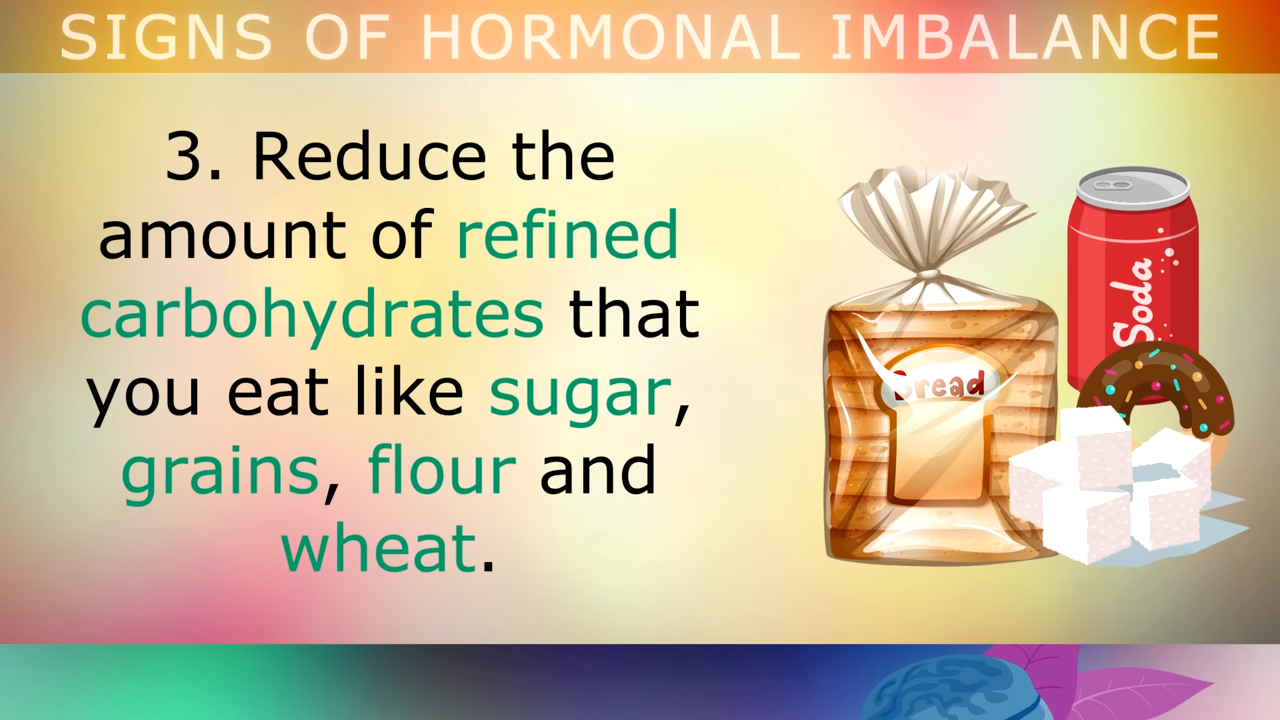 SIGNS OF HORMONAL IMBALANCE
3. Reduce the
amount of refined
carbohydrates that
you eat like sugar,
grains, flour and
wheat.
Bread
Soda